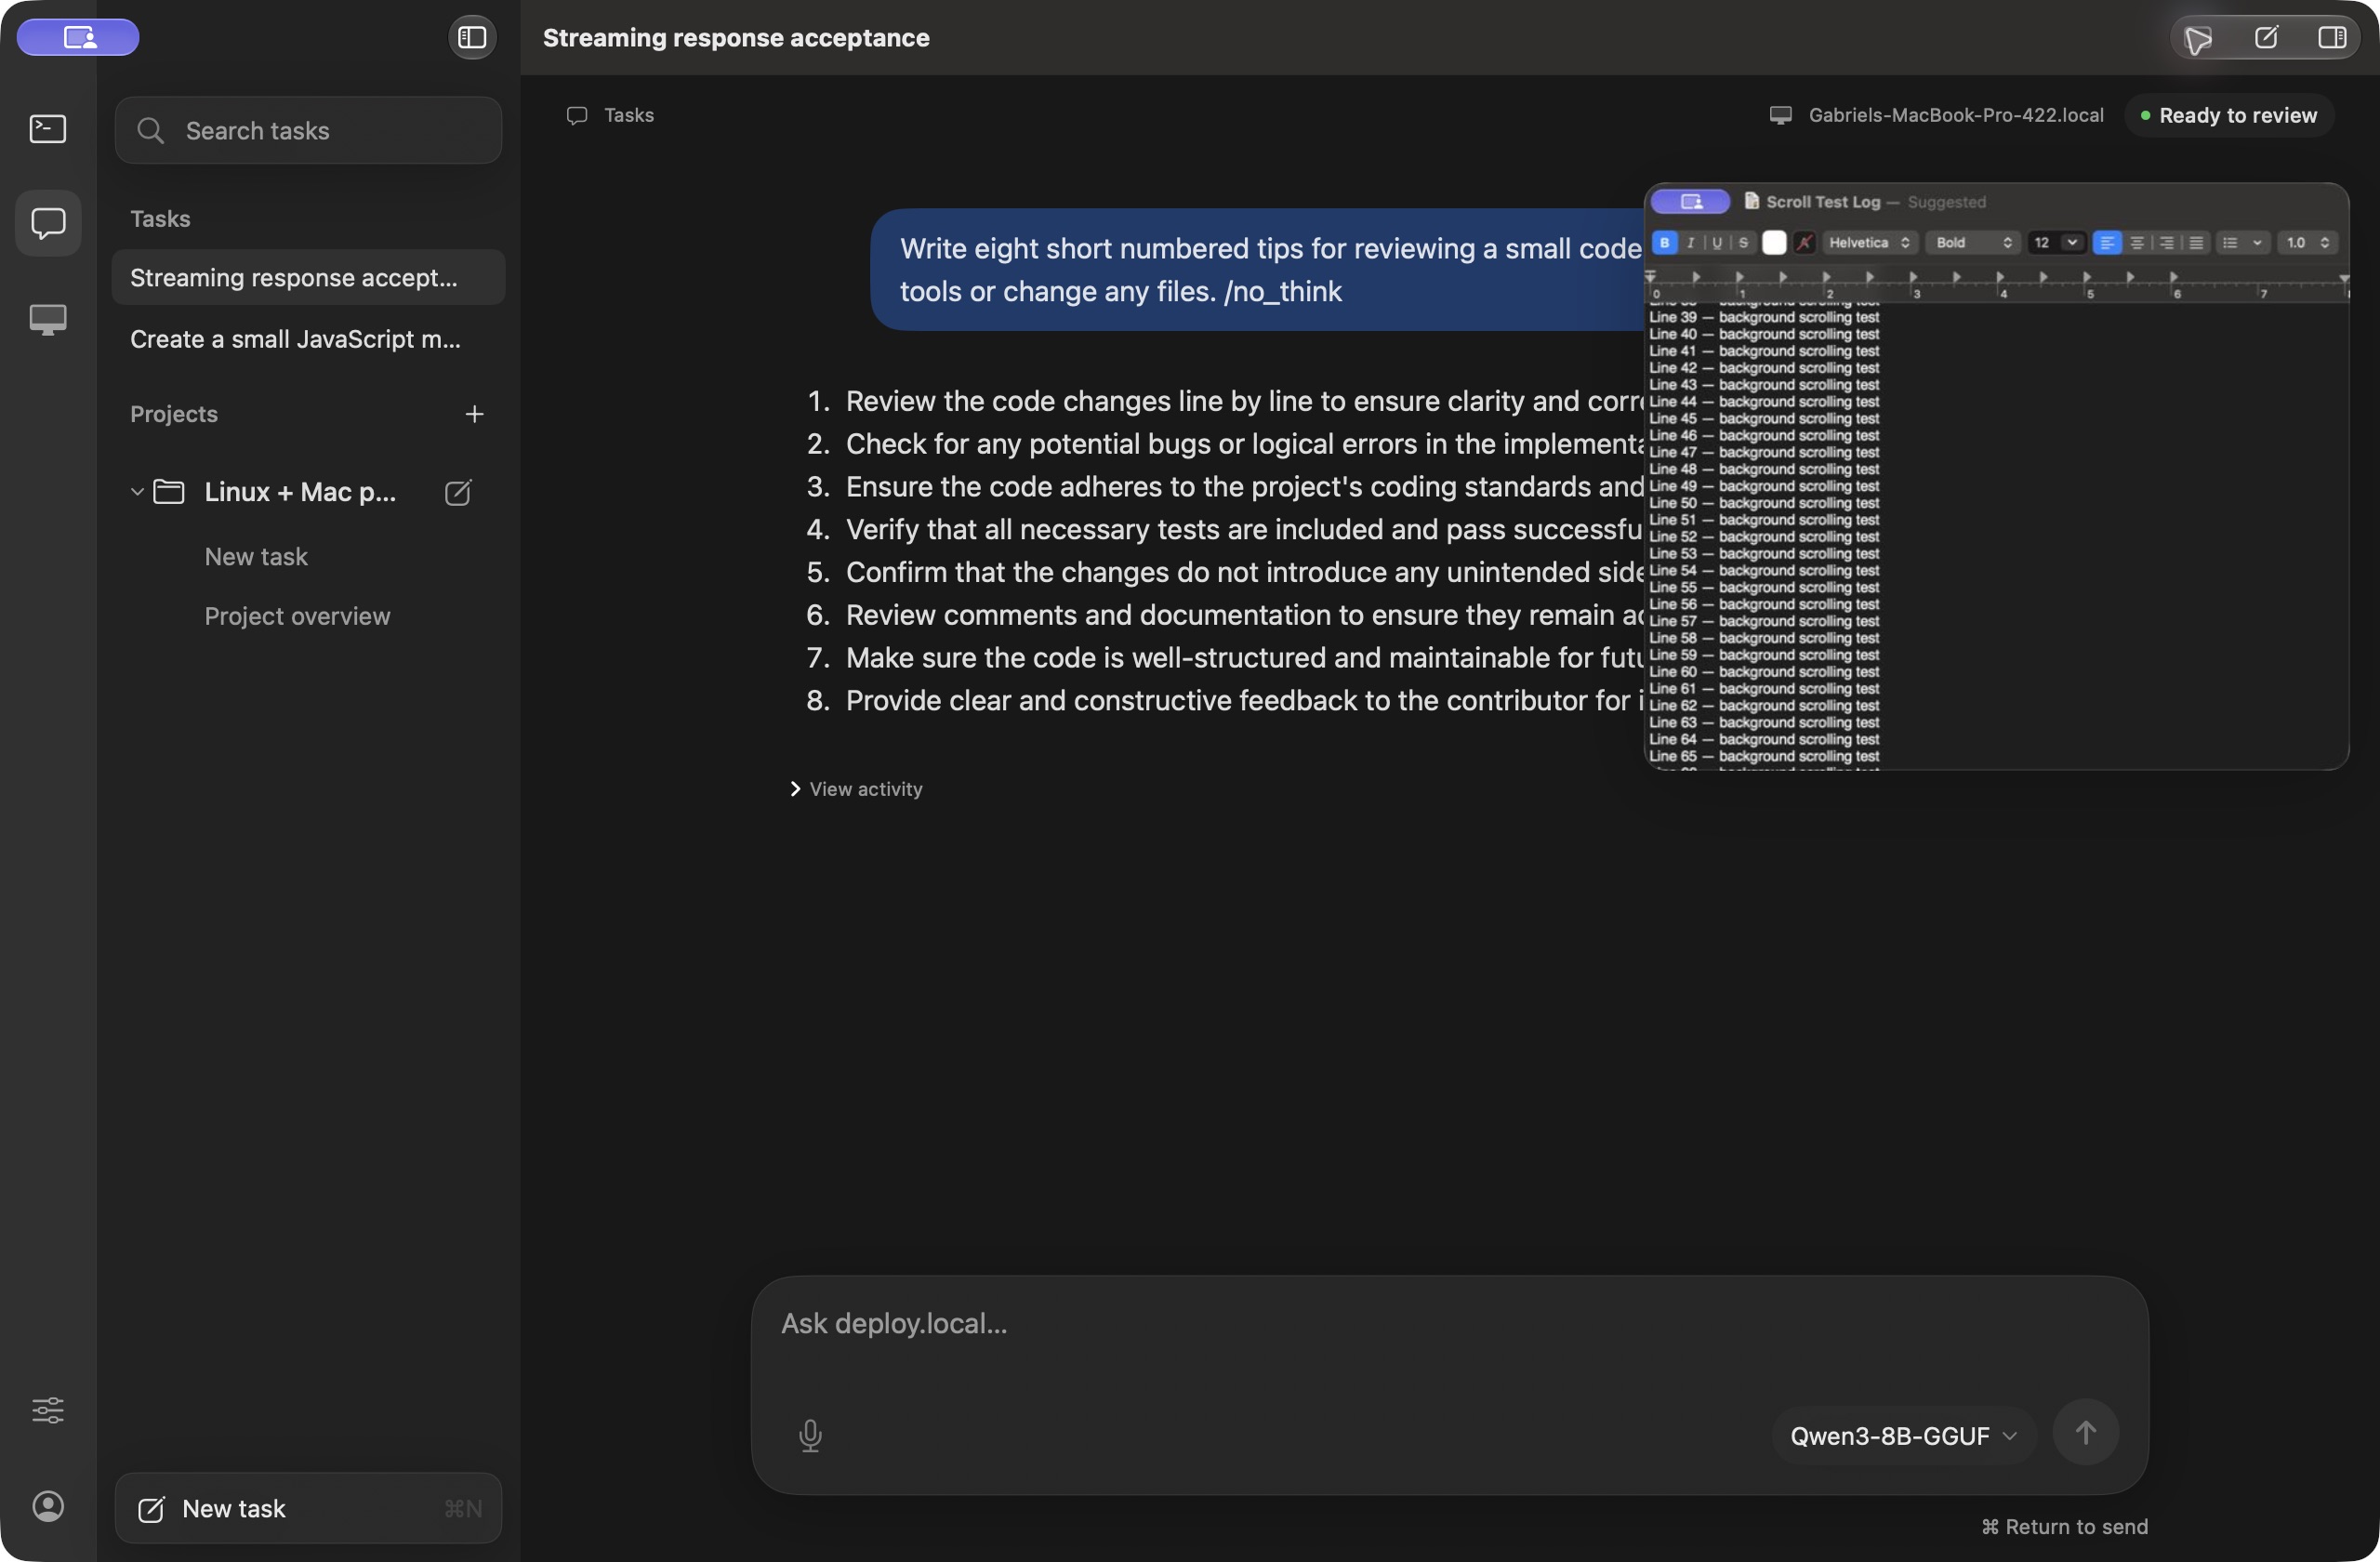 Streaming response acceptance
Search tasks
Tasks
Streaming response accept...
Create a small JavaScript m...
Projects
Linux + Mac p...
New task
Project overview
New task
⌘N
Tasks
Gabriels-MacBook-Pro-422.local
Ready to review
Write eight short numbered tips for reviewing a small code
tools or change any files. /no_think
1. Review the code changes line by line to ensure clarity and
2. Check for any potential bugs or logical errors in the
3. Ensure the code adheres to the project's coding standards and
4. Verify that all necessary tests are included and pass
5. Confirm that the changes do not introduce any unintended
6. Review comments and documentation to ensure they remain
7. Make sure the code is well-structured and maintainable for
8. Provide clear and constructive feedback to the contributor for
View activity
Scroll Test Log — Suggested
B I U S Helvetica Bold 12 1.0
0 1 2 3 4 5 6 7
Line 39 — background scrolling test
Line 40 — background scrolling test
Line 41 — background scrolling test
Line 42 — background scrolling test
Line 43 — background scrolling test
Line 44 — background scrolling test
Line 45 — background scrolling test
Line 46 — background scrolling test
Line 47 — background scrolling test
Line 48 — background scrolling test
Line 49 — background scrolling test
Line 50 — background scrolling test
Line 51 — background scrolling test
Line 52 — background scrolling test
Line 53 — background scrolling test
Line 54 — background scrolling test
Line 55 — background scrolling test
Line 56 — background scrolling test
Line 57 — background scrolling test
Line 58 — background scrolling test
Line 59 — background scrolling test
Line 60 — background scrolling test
Line 61 — background scrolling test
Line 62 — background scrolling test
Line 63 — background scrolling test
Line 64 — background scrolling test
Line 65 — background scrolling test
Ask deploy.local...
Qwen3-8B-GGUF
⌘ Return to send